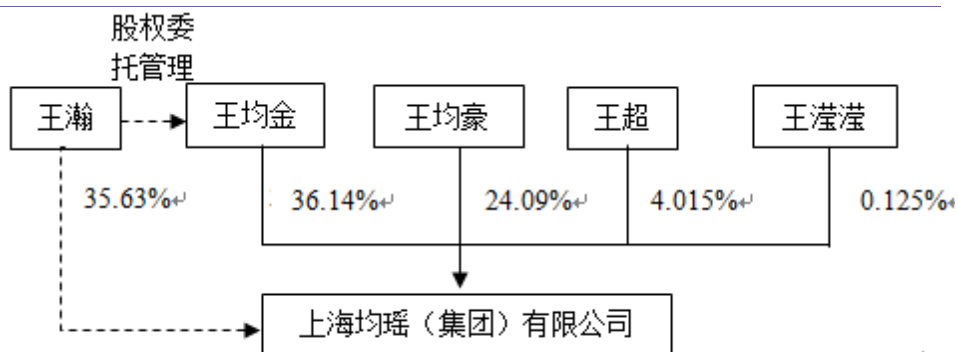 股权委
托管理
王瀚
王均金
王均豪
王超
王滢滢
35.63%↵
36.14%↵
24.09%↵
4.015%↵
0.125%
上海均瑶（集团）有限公司